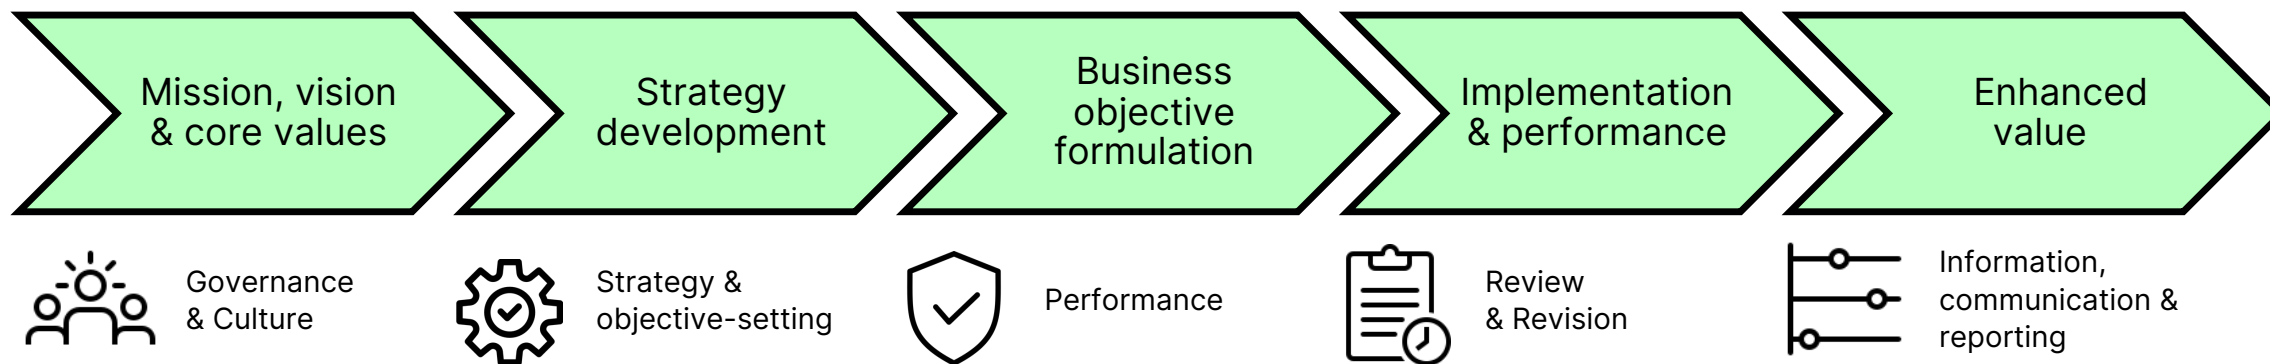 Mission, vision
& core values
Strategy
development
Business
objective
formulation
Implementation
& performance
Enhanced
value
Governance
& Culture
Strategy &
objective-setting
Performance
Review
& Revision
Information,
communication &
reporting